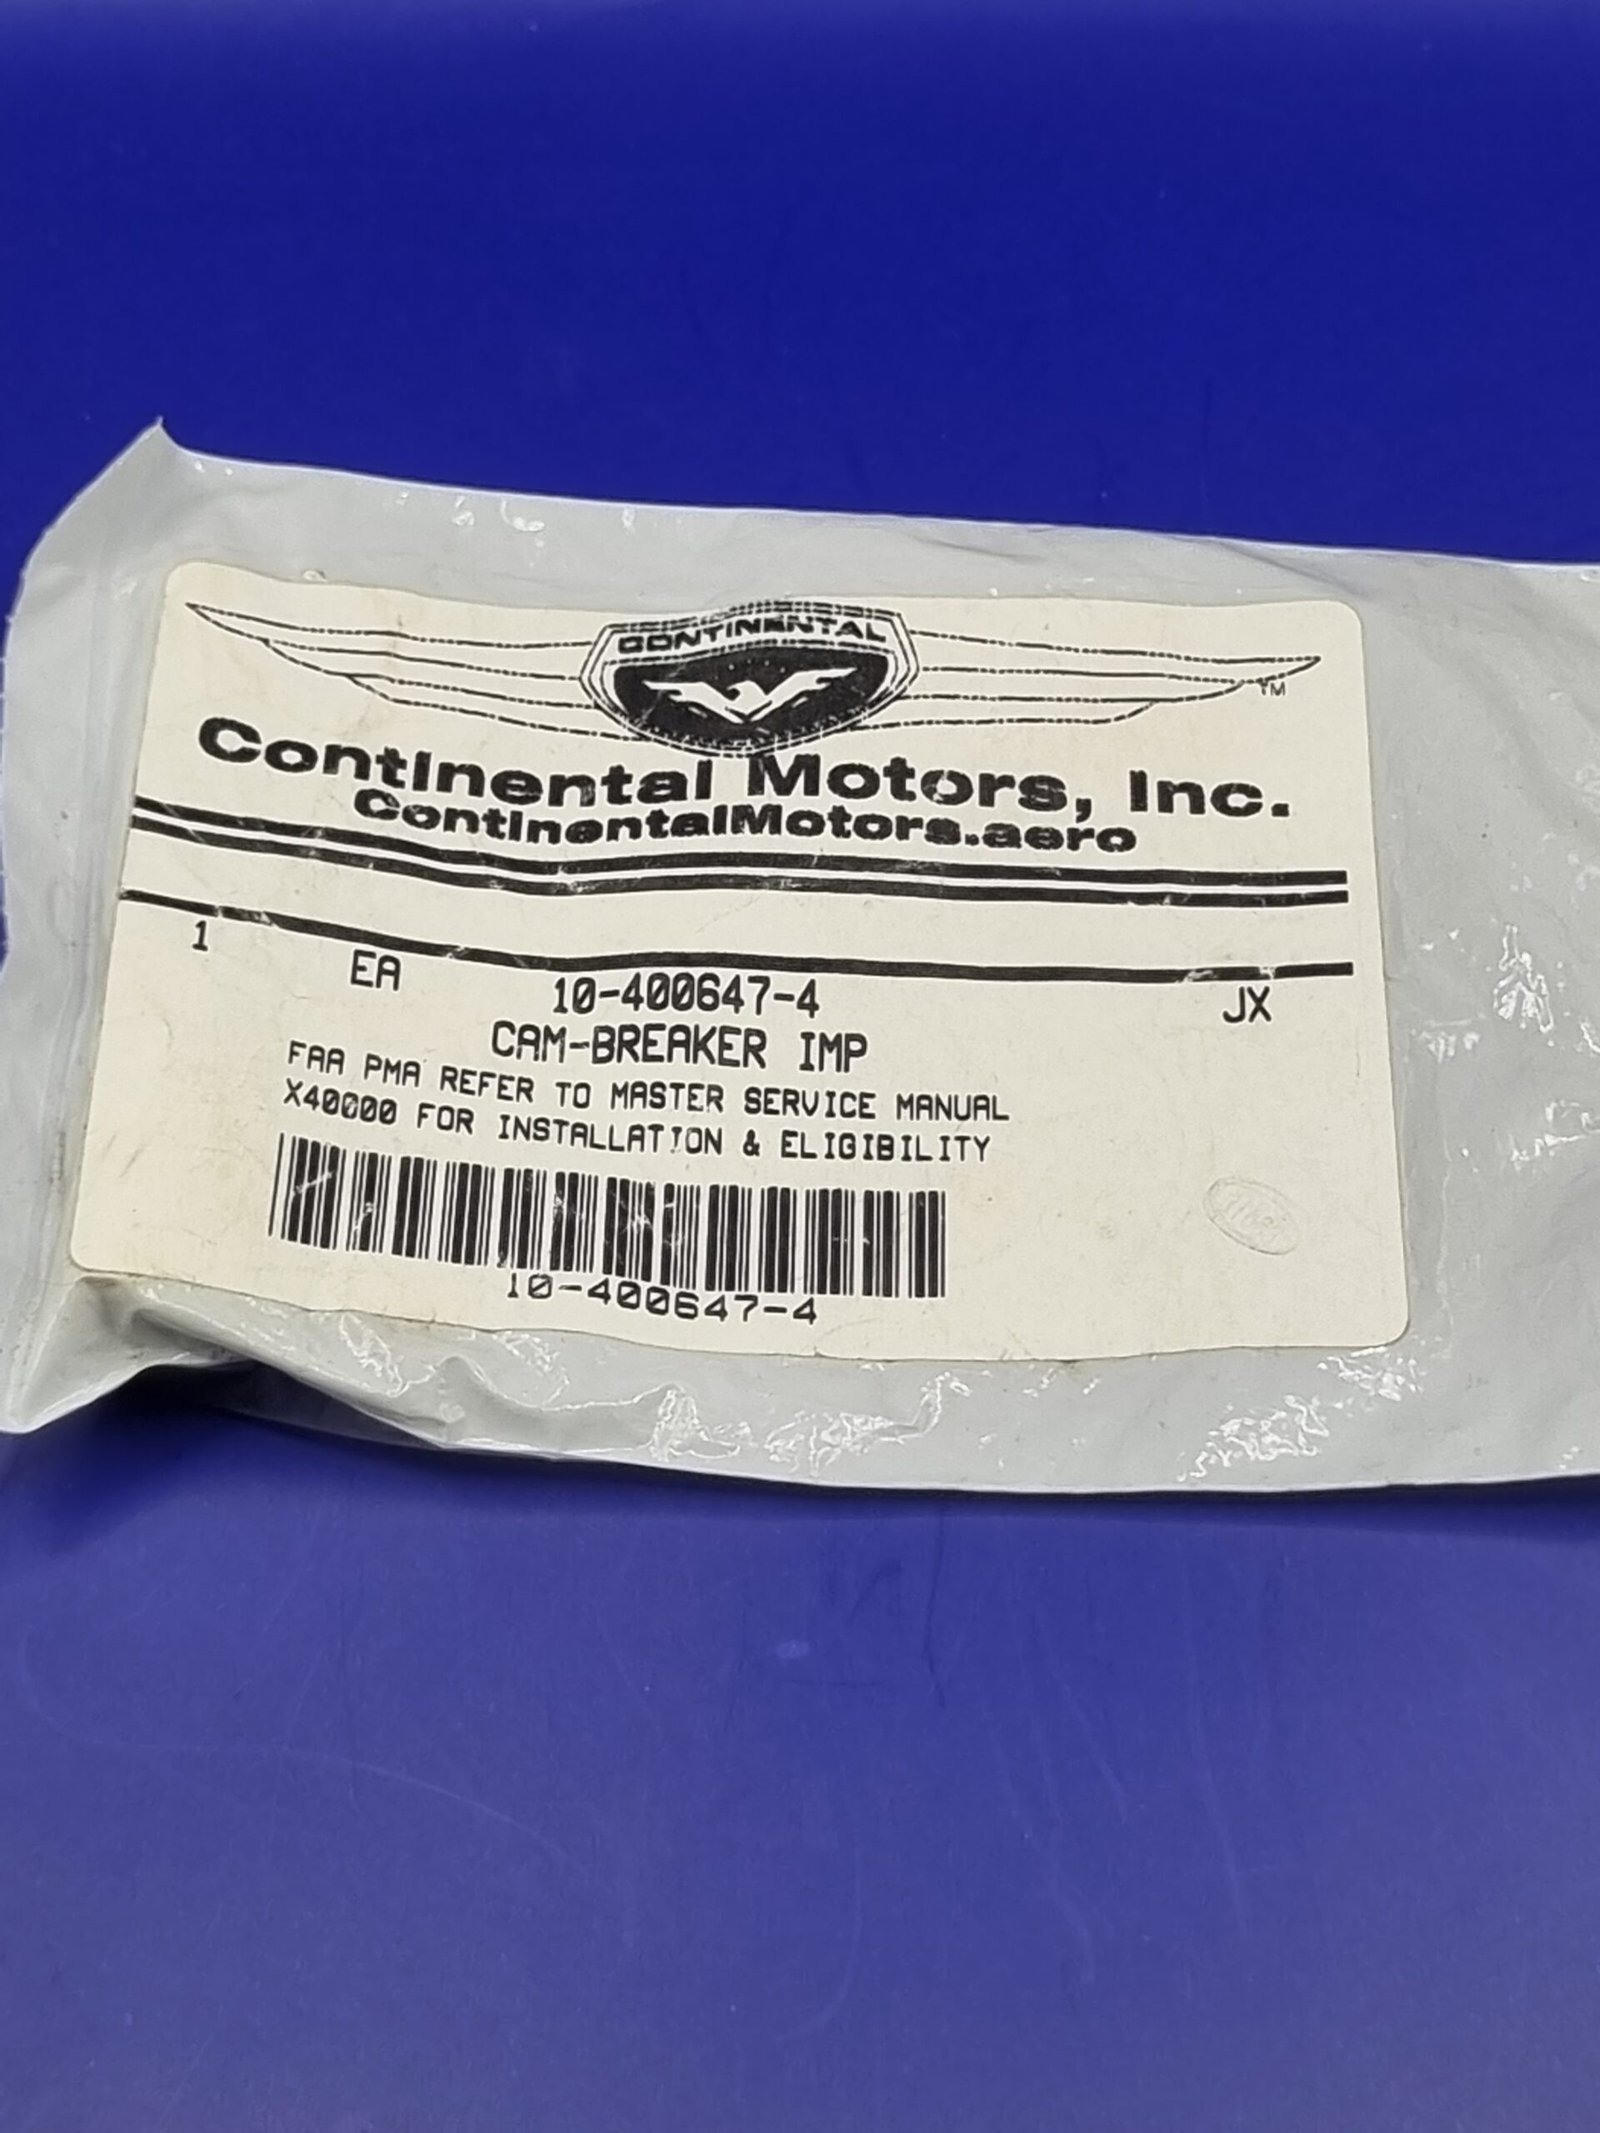 CONTINENTAL
TM
Continental Motors, Inc.
ContinentalMotors.aero
1 EA 10-400647-4 JX
CAM-BREAKER IMP
FAA PMA REFER TO MASTER SERVICE MANUAL
X40000 FOR INSTALLATION & ELIGIBILITY
10-400647-4